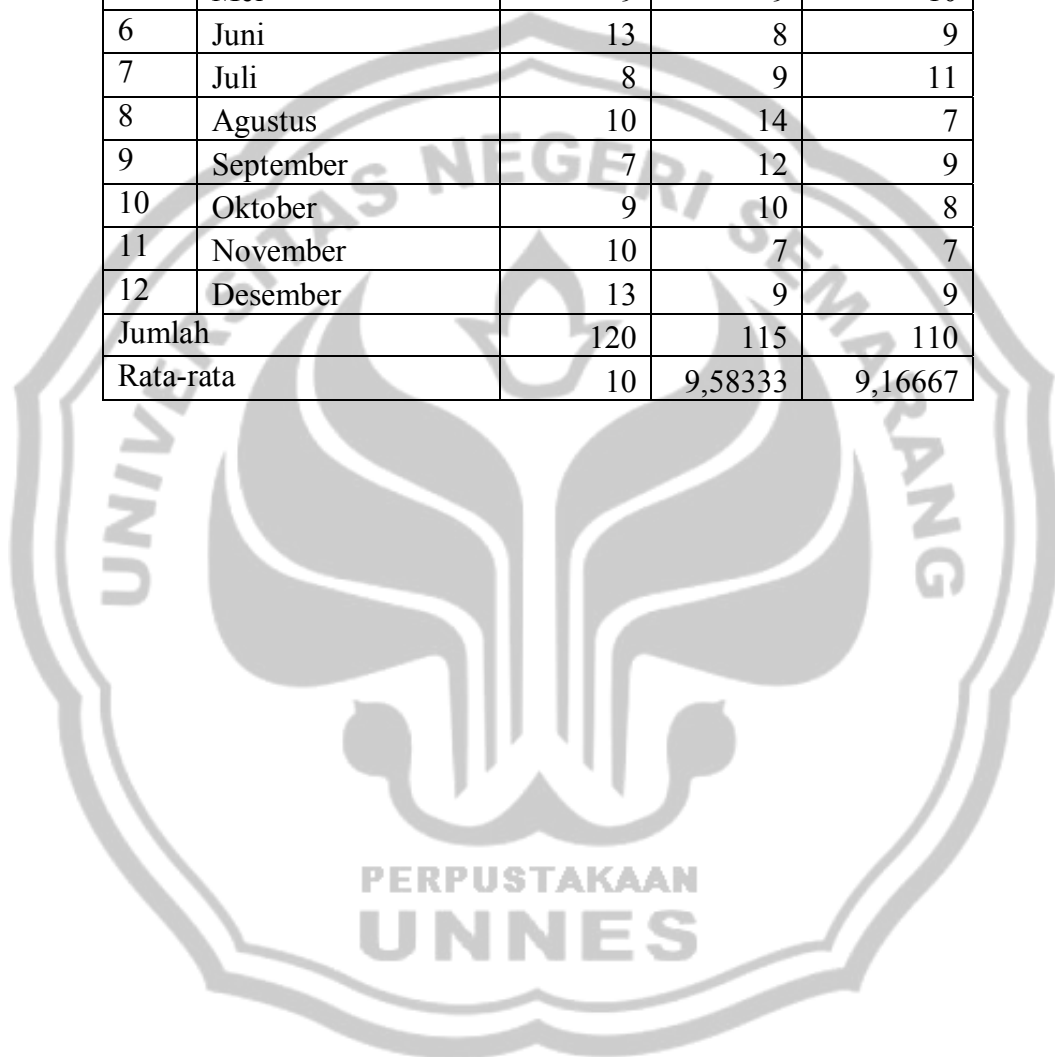 6 Juni 13 8 9
7 Juli 8 9 11
8 Agustus 10 14 7
9 September 7 12 9
10 Oktober 9 10 8
11 November 10 7 7
12 Desember 13 9 9
Jumlah 120 115 110
Rata-rata 10 9,58333 9,16667
UNIVERSITAS NEGERI SEMARANG
PERPUSTAKAAN
UNNES